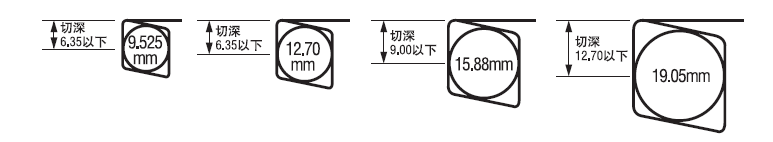 切深
6.35以下
9.525
mm
切深
6.35以下
12.70
mm
切深
9.00以下
15.88mm
切深
12.70以下
19.05mm